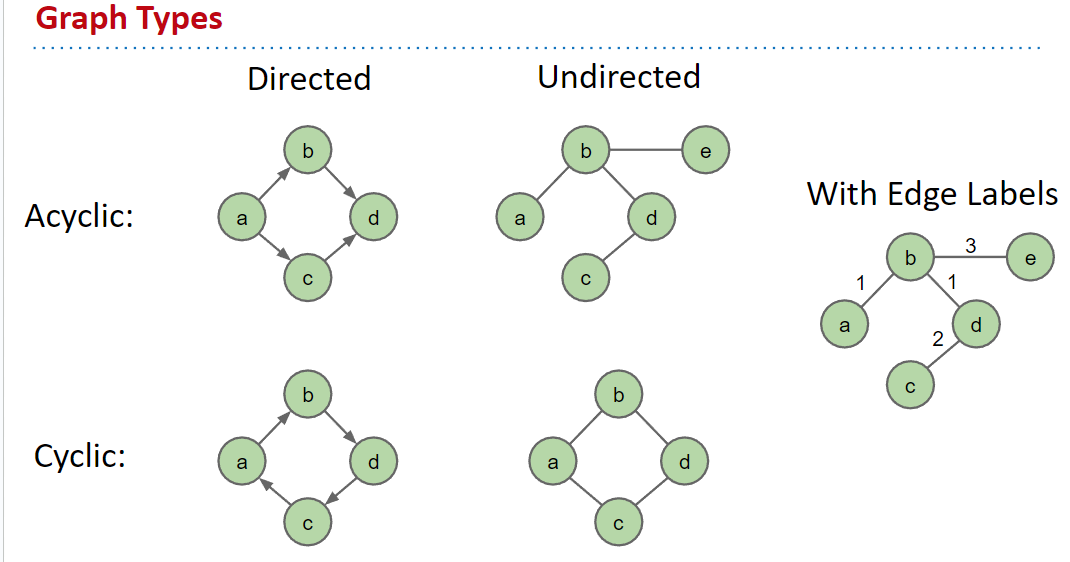 Graph Types
Directed
Undirected
With Edge Labels
Acyclic:
b
a
d
c
b
e
a
d
c
b
3
e
1
1
a
d
2
c
Cyclic:
b
a
d
c
b
a
d
c